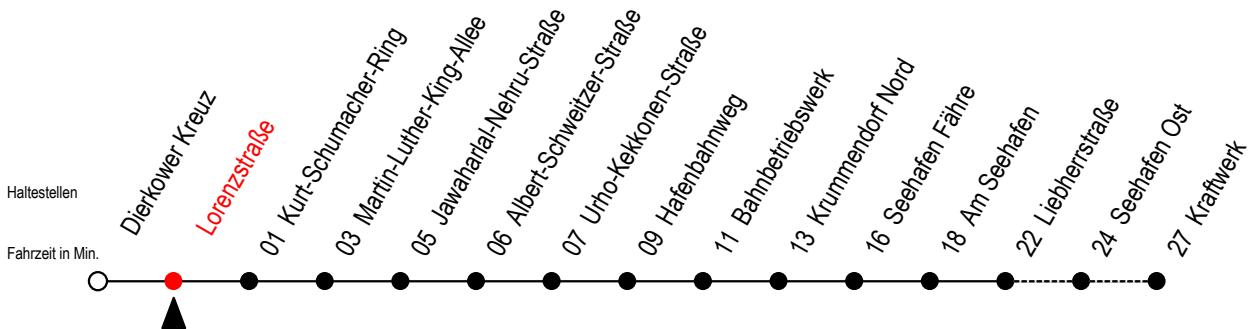 Haltestellen
Fahrzeit in Min.
Dierkower Kreuz
Lorenzstraße
01 Kurt-Schumacher-Ring
03 Martin-Luther-King-Allee
05 Jawaharlal-Nehru-Straße
06 Albert-Schweitzer-Straße
07 Urho-Kekkonen-Straße
09 Hafenbahnweg
11 Bahnbetriebswerk
13 Krummendorf Nord
16 Seehafen Fähre
18 Am Seehafen
22 Liebherrstraße
24 Seehafen Ost
27 Kraftwerk